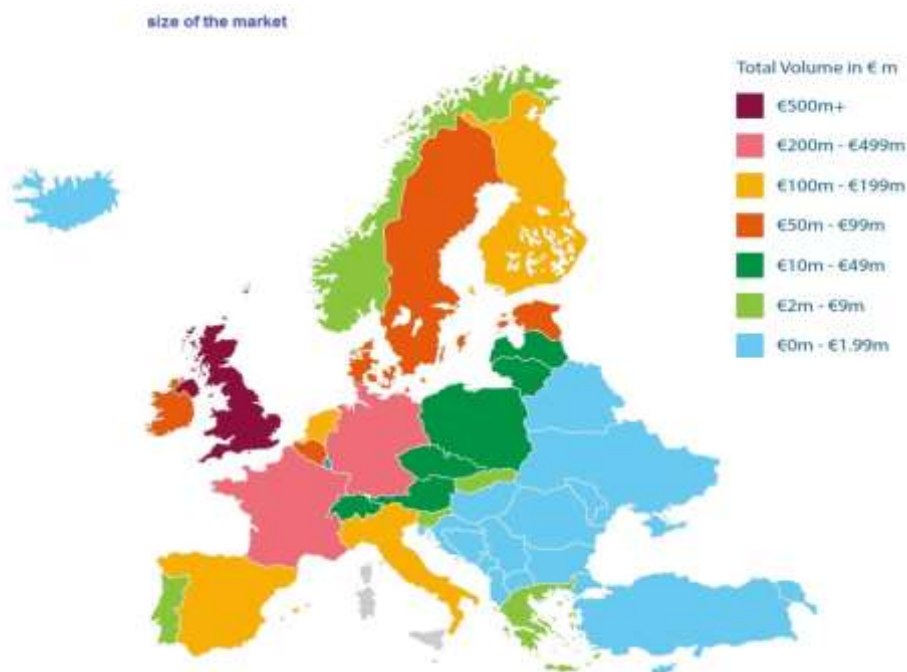 size of the market
Total Volume in € m
€500m+
€200m - €499m
€100m - €199m
€50m - €99m
€10m - €49m
€2m - €9m
€0m - €1.99m